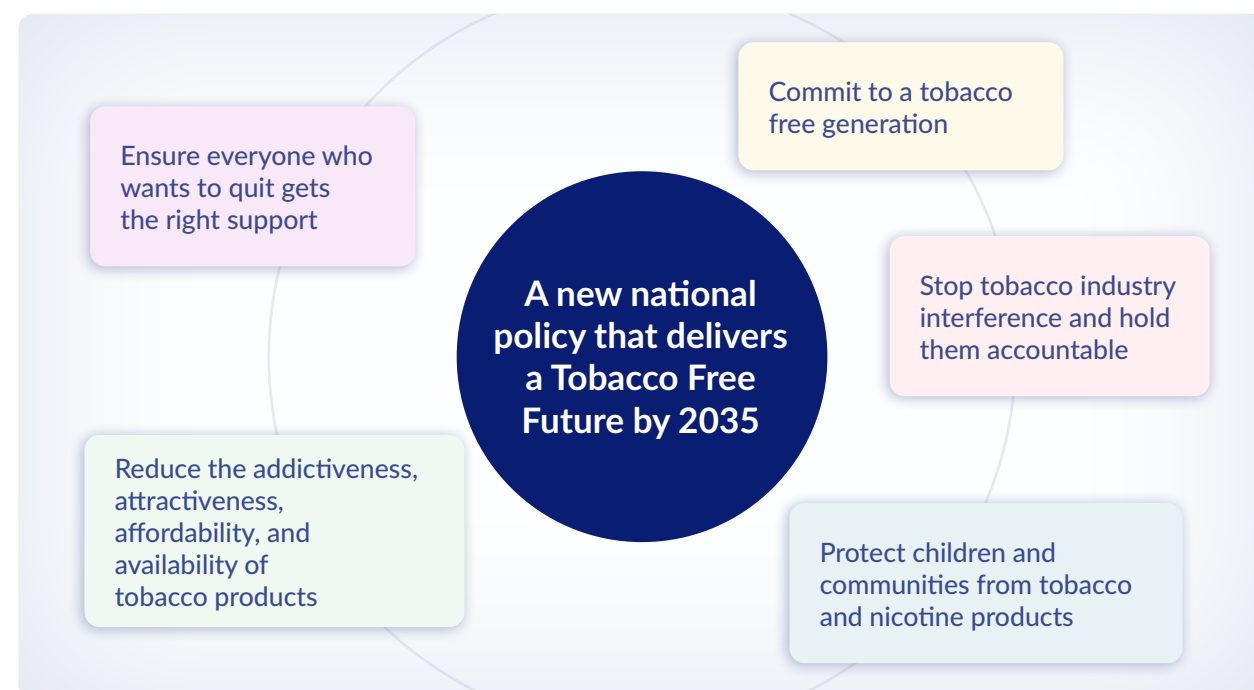 Commit to a tobacco
free generation
Ensure everyone who
wants to quit gets
the right support
Stop tobacco industry
interference and hold
them accountable
A new national
policy that delivers
a Tobacco Free
Future by 2035
Reduce the addictiveness,
attractiveness,
affordability, and
availability of
tobacco products
Protect children and
communities from tobacco
and nicotine products